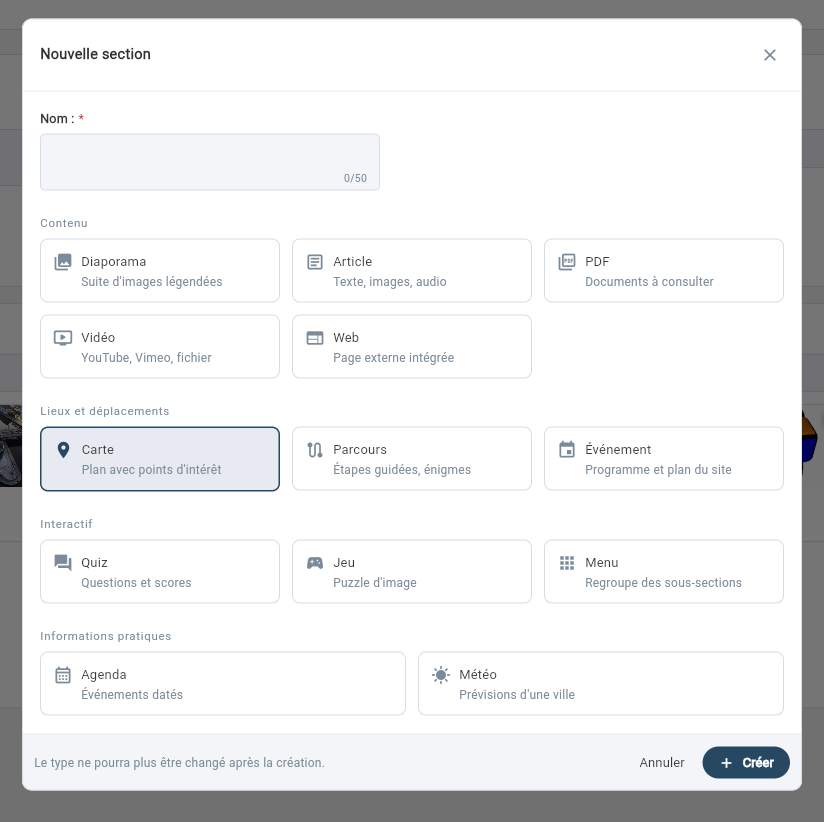 Nouvelle section
Nom : *
0/50
Contenu
Diaporama
Suite d'images légendées
Article
Texte, images, audio
PDF
PDF
Documents à consulter
Vidéo
YouTube, Vimeo, fichier
Web
Page externe intégrée
Lieux et déplacements
Carte
Plan avec points d'intérêt
Parcours
Étapes guidées, énigmes
Événement
Programme et plan du site
Interactif
Quiz
Questions et scores
Jeu
Puzzle d'image
Menu
Regroupe des sous-sections
Informations pratiques
Agenda
Événements datés
Météo
Prévisions d'une ville
Le type ne pourra plus être changé après la création.
Annuler
+ Créer